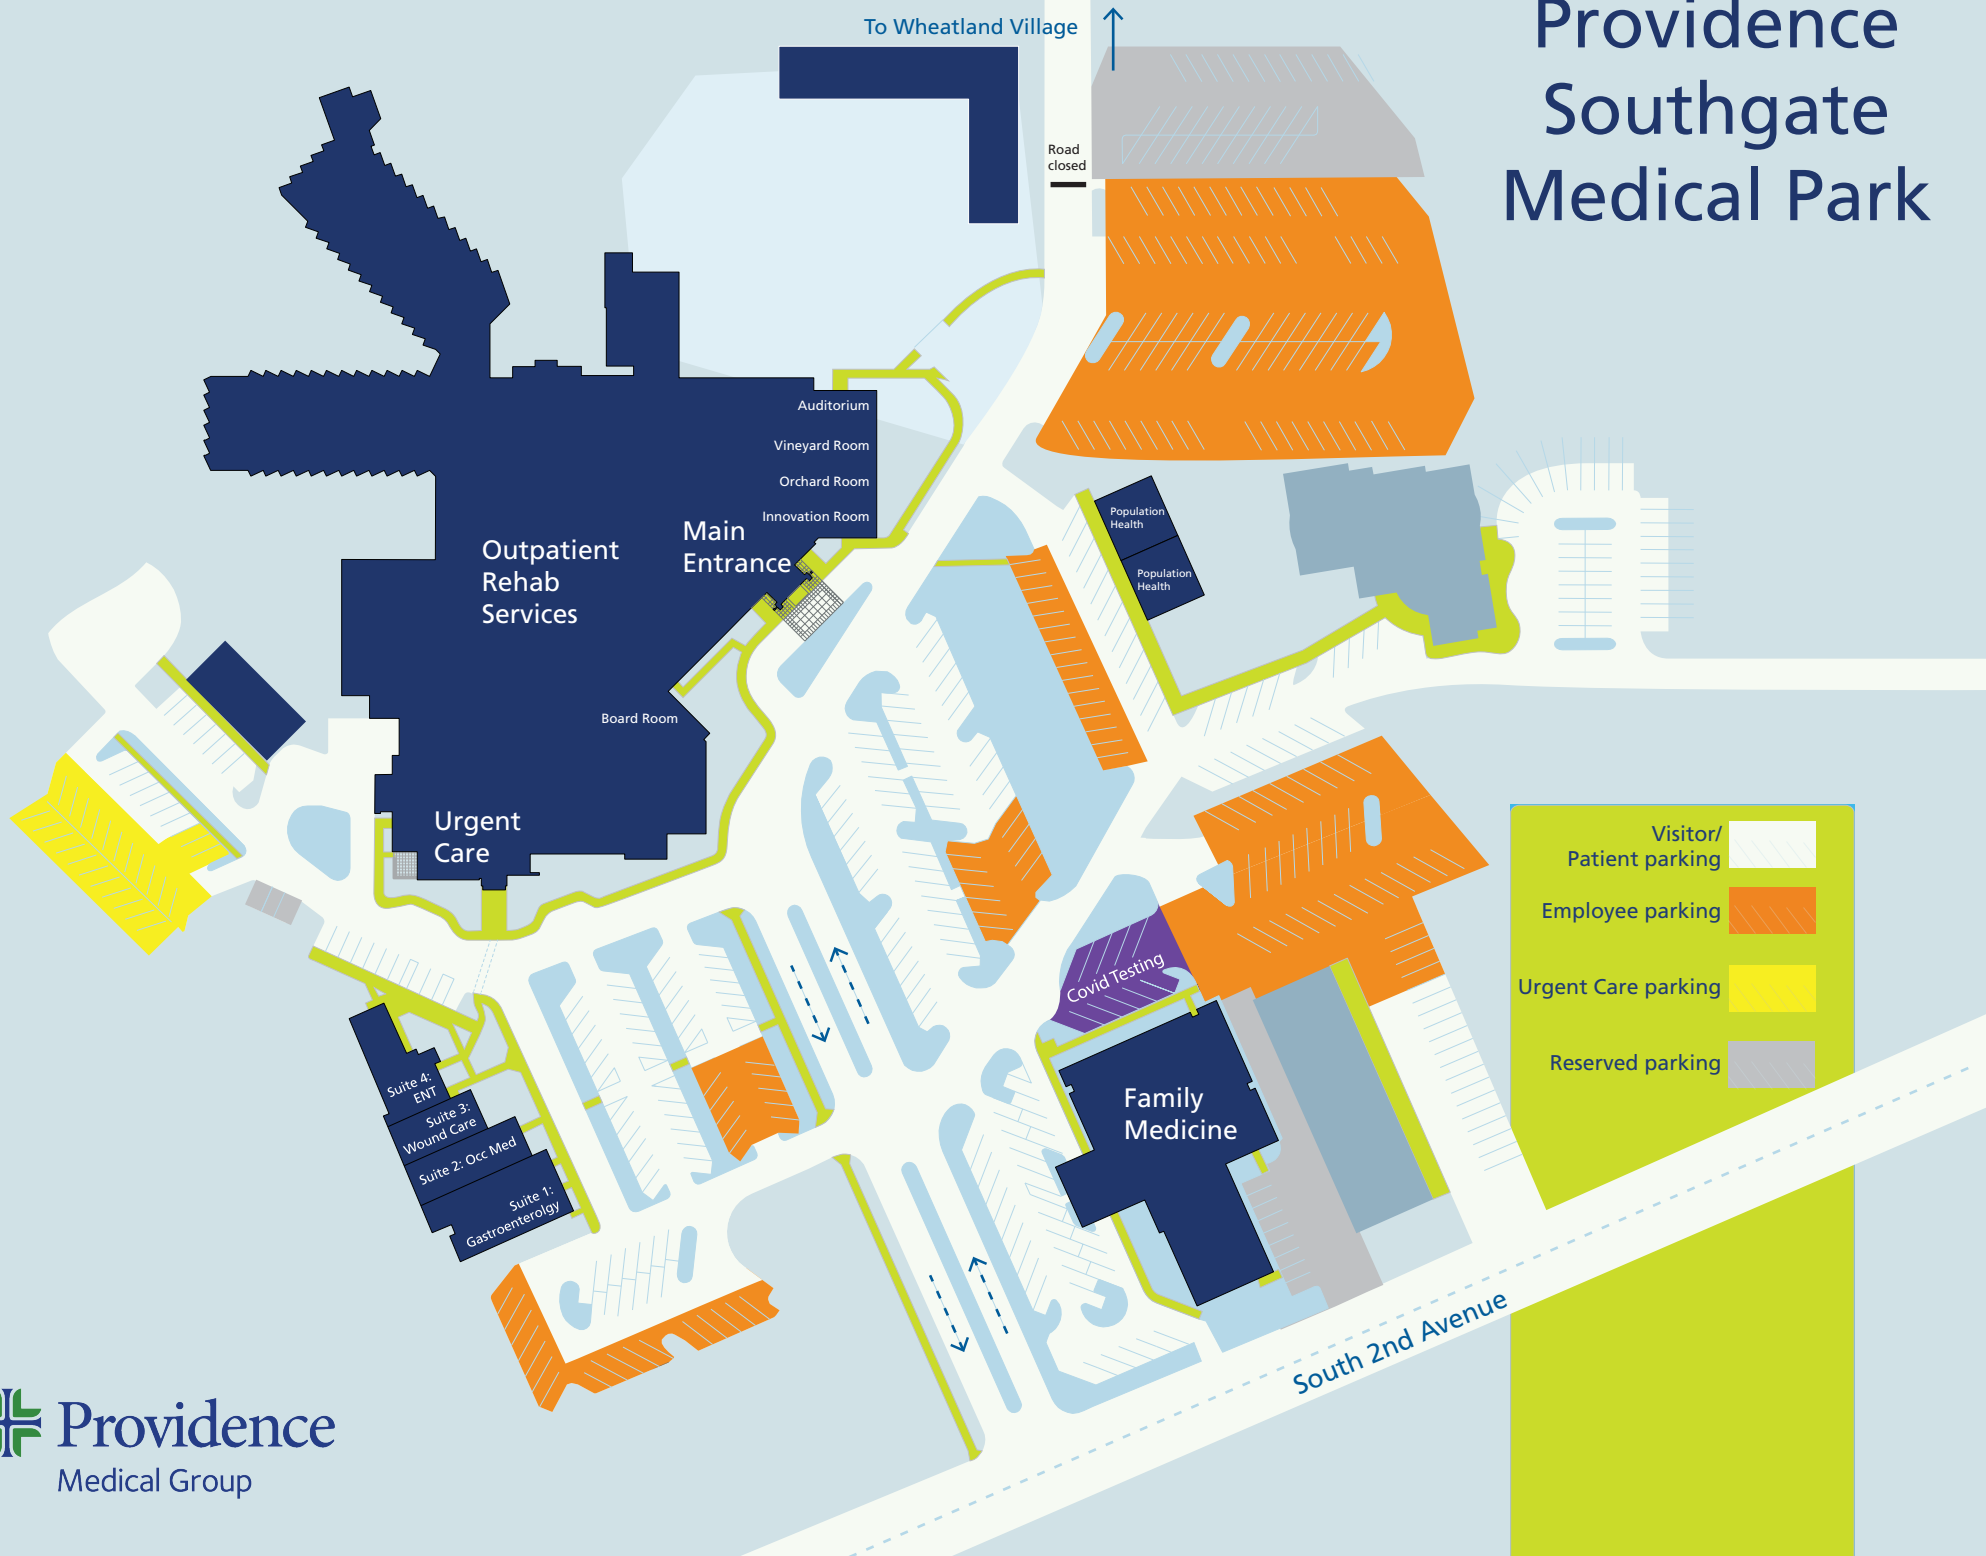 To Wheatland Village
Providence
Southgate
Medical Park
Road
closed
Auditorium
Vineyard Room
Orchard Room
Innovation Room
Main
Entrance
Outpatient
Rehab
Services
Population
Health
Population
Health
Board Room
Urgent
Care
Visitor/
Patient parking
Employee parking
Urgent Care parking
Reserved parking
Covid Testing
Family
Medicine
Suite 4:
ENT
Suite 3:
Wound Care
Suite 2: Occ Med
Suite 1:
Gastroenterolgy
South 2nd Avenue
Providence
Medical Group